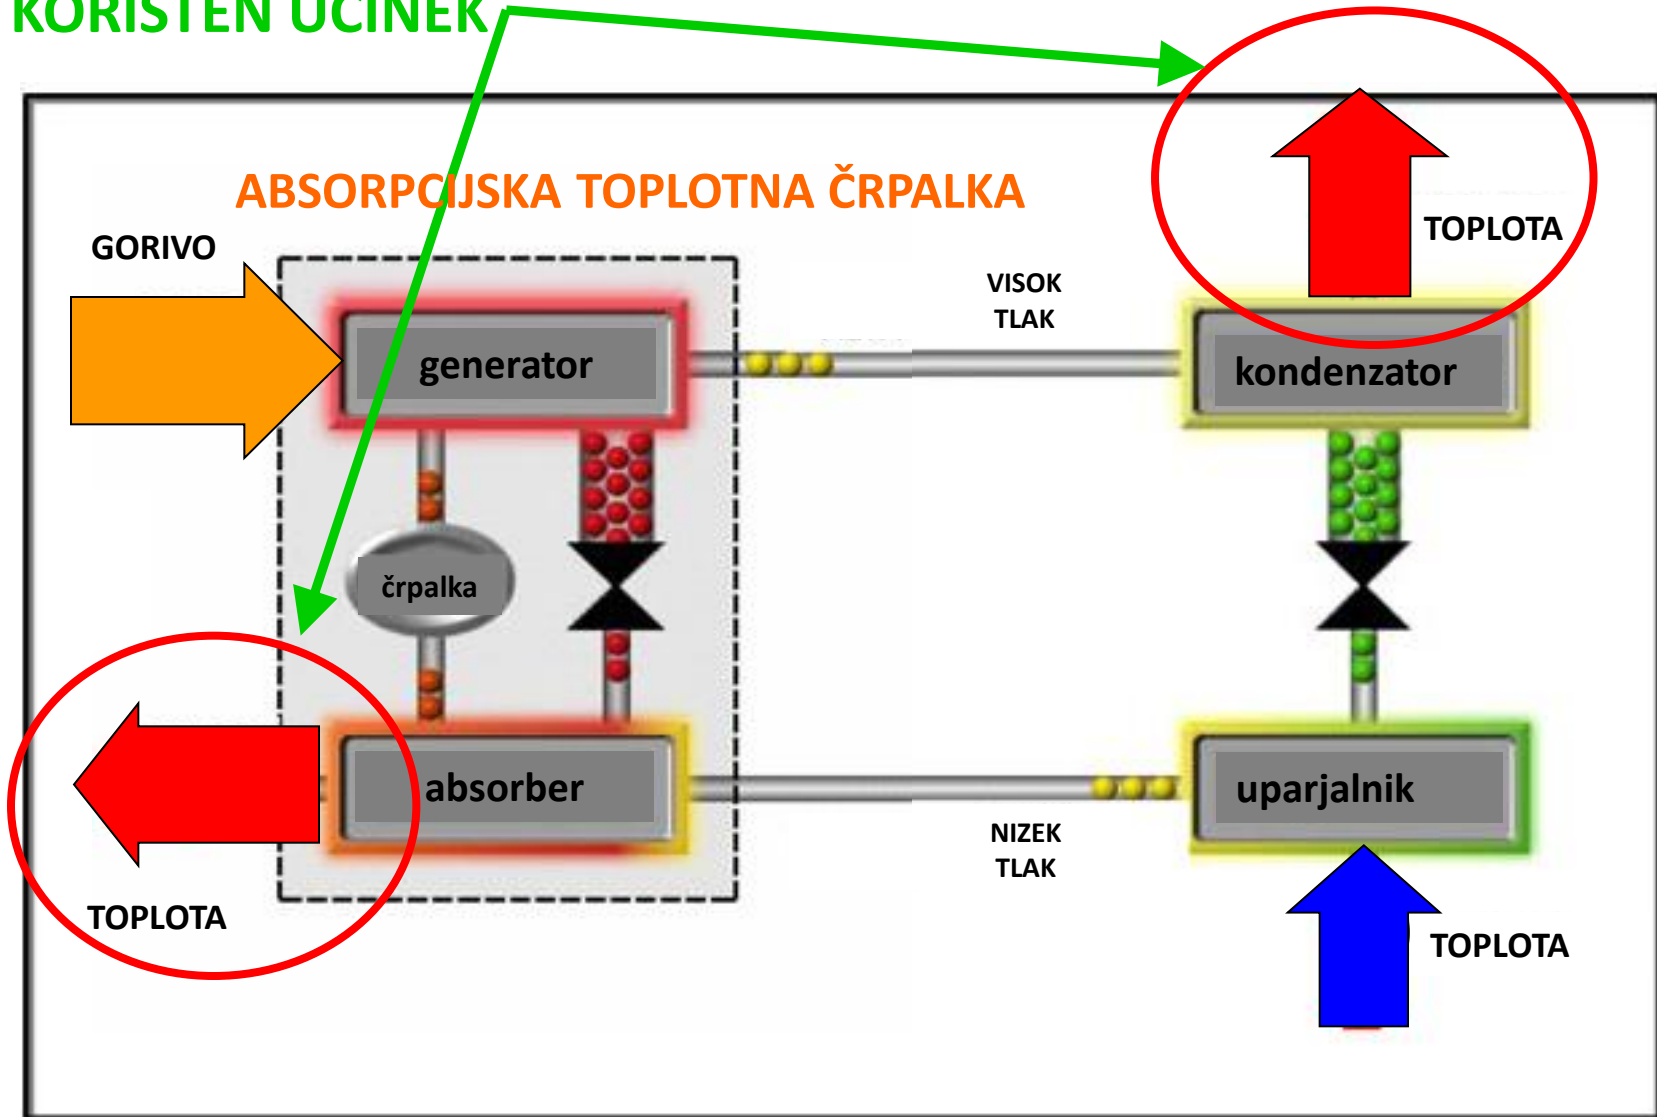 KORISTEN UČINEK
ABSORPCIJSKA TOPLOTNA ČRPALKA
GORIVO
TOPLOTA
VISOK
TLAK
generator
kondenzator
črpalka
absorber
uparjalnik
NIZEK
TLAK
TOPLOTA
TOPLOTA